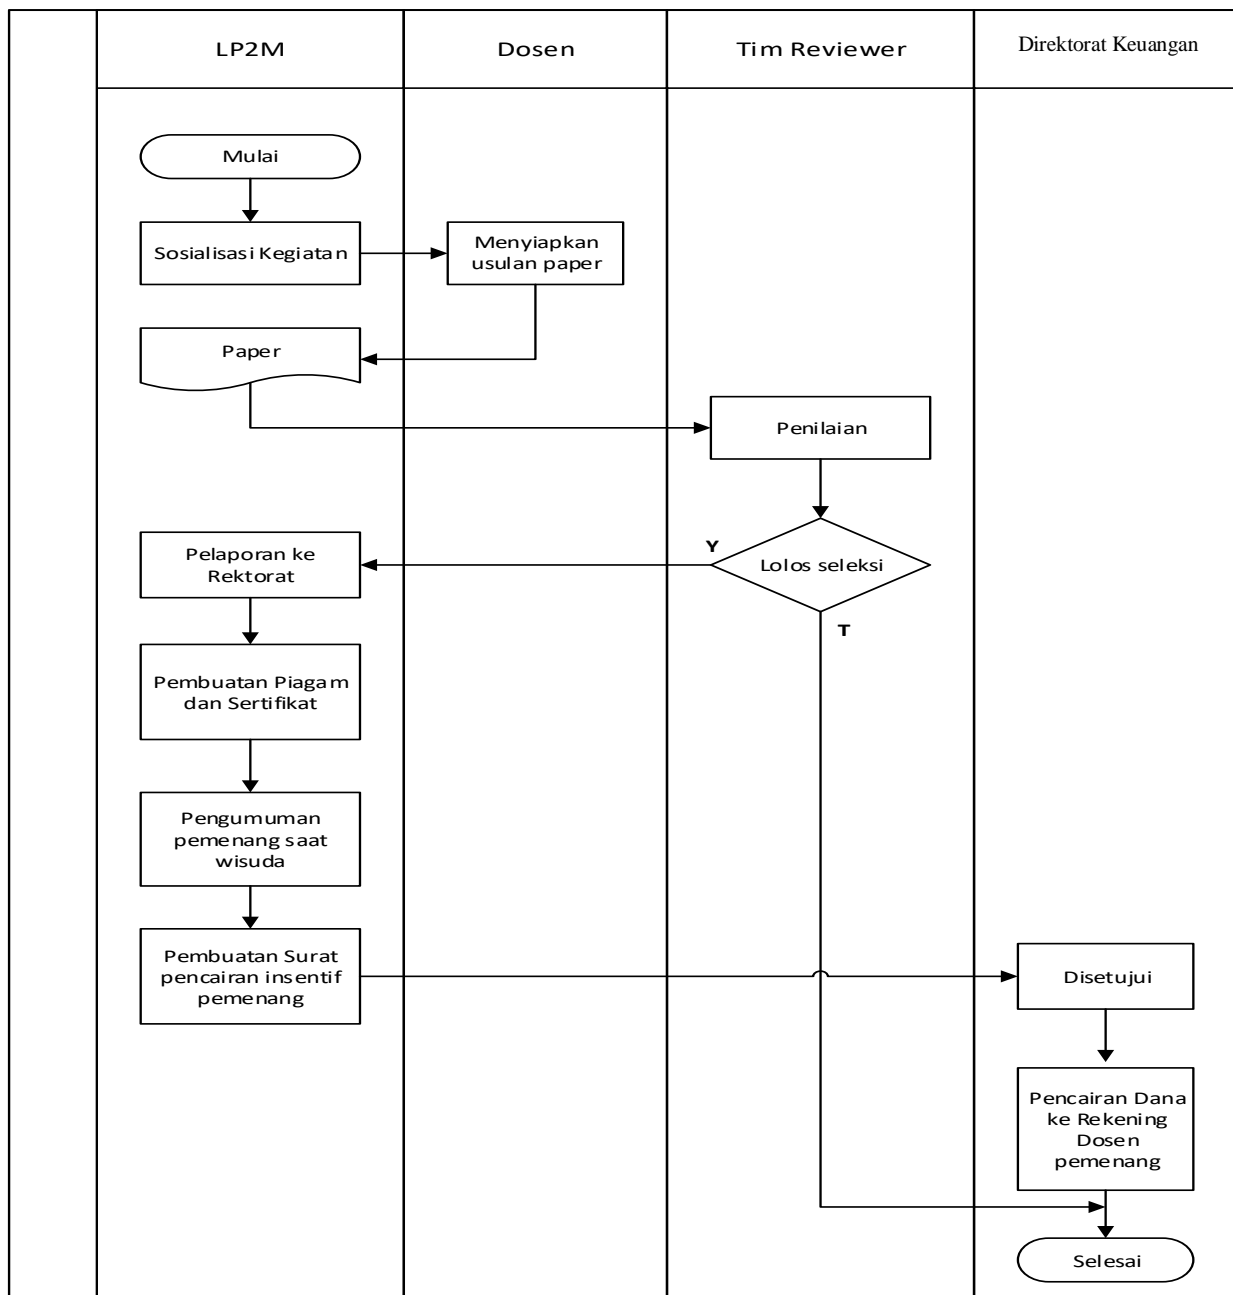 LP2M
Dosen
Tim Reviewer
Direktorat Keuangan
Mulai
Sosialisasi Kegiatan
Menyiapkan
usulan paper
Paper
Penilaian
Lolos seleksi
Y
T
Pelaporan ke
Rektorat
Pembuatan Piagam
dan Sertifikat
Pengumuman
pemenang saat
wisuda
Pembuatan Surat
pencairan insentif
pemenang
Disetujui
Pencairan Dana
ke Rekening
Dosen
pemenang
Selesai